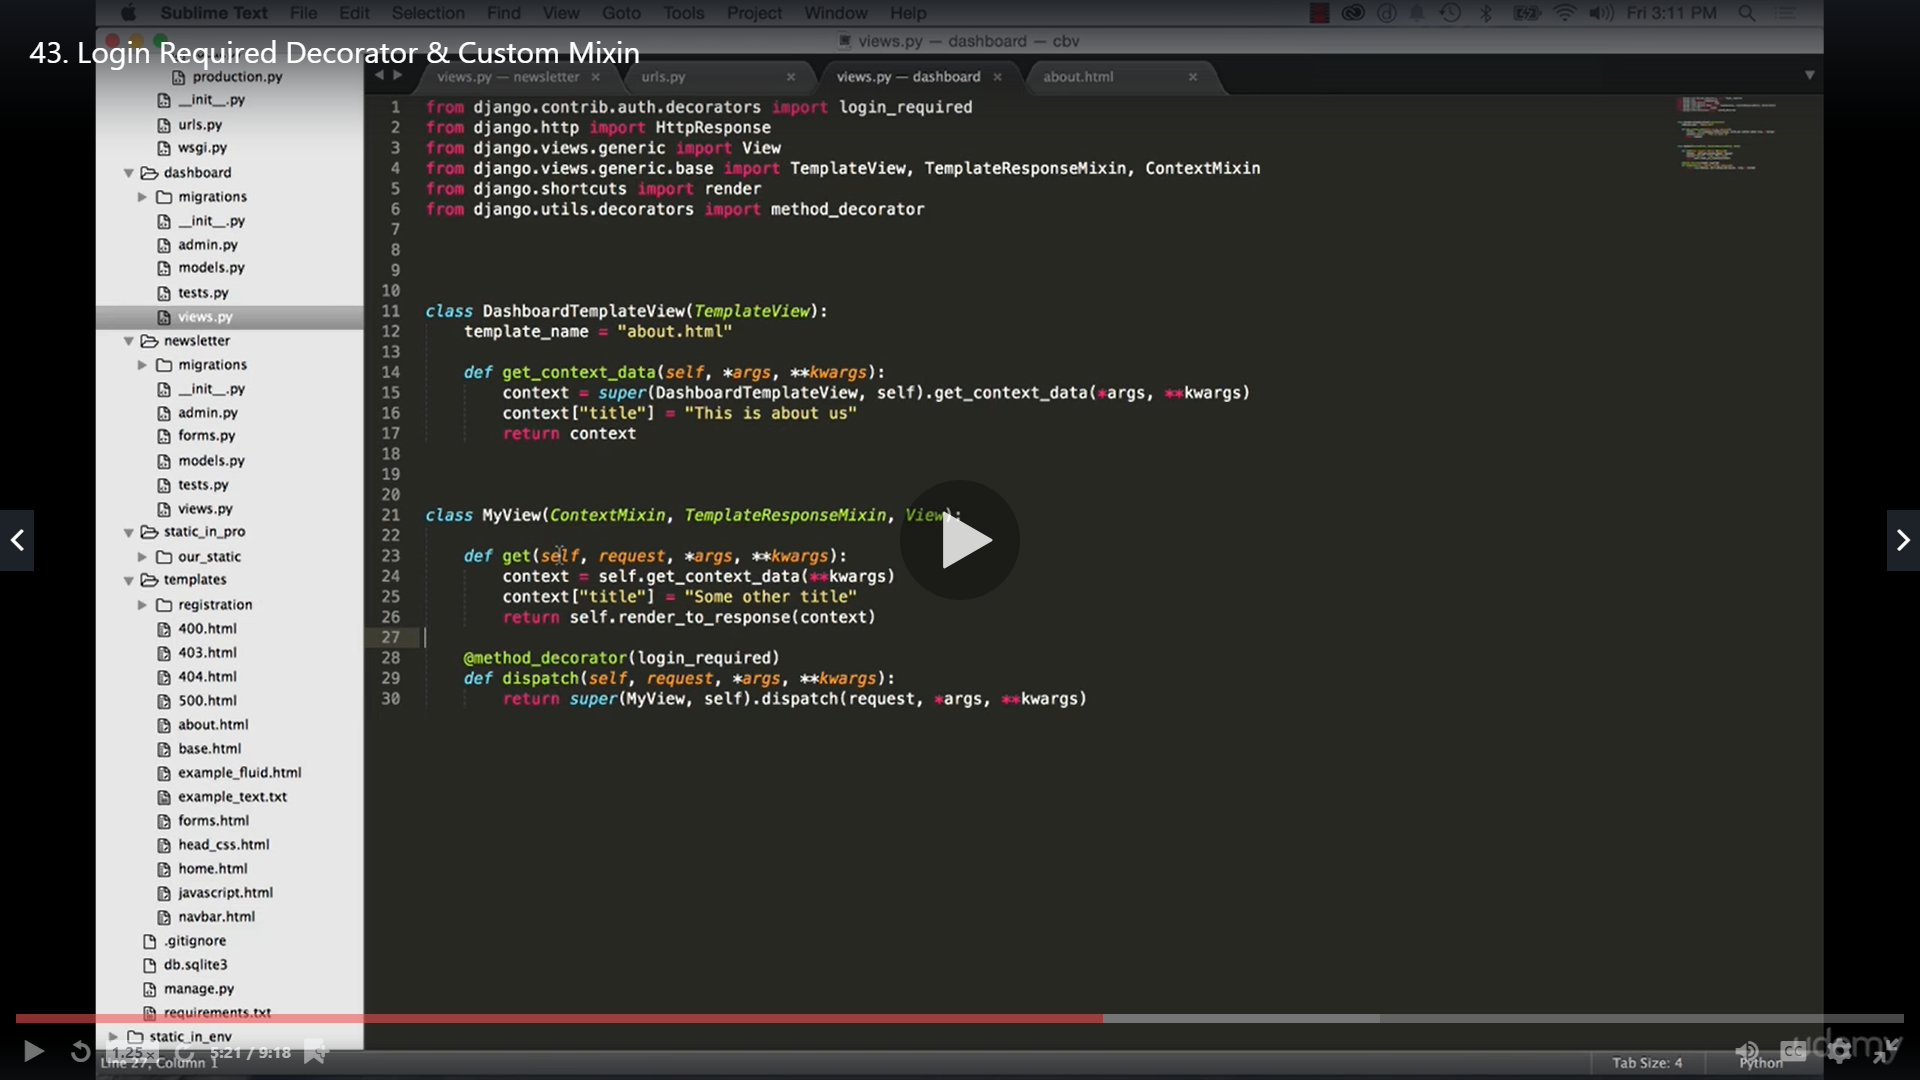 Sublime Text File Edit Selection Find View Goto Tools Project Window Help Fri 3:11 PM
views.py — dashboard — cbv
43. Login Required Decorator & Custom Mixin
views.py — newsletter × urls.py × views.py — dashboard × about.html ×
production.py
__init__.py
urls.py
wsgi.py
dashboard
migrations
__init__.py
admin.py
models.py
tests.py
views.py
newsletter
migrations
__init__.py
admin.py
forms.py
models.py
tests.py
views.py
static_in_pro
our_static
templates
registration
400.html
403.html
404.html
500.html
about.html
base.html
example_fluid.html
example_text.txt
forms.html
head_css.html
home.html
javascript.html
navbar.html
.gitignore
db.sqlite3
manage.py
requirements.txt
static_in_env
1 from django.contrib.auth.decorators import login_required
2 from django.http import HttpResponse
3 from django.views.generic import View
4 from django.views.generic.base import TemplateView, TemplateResponseMixin, ContextMixin
5 from django.shortcuts import render
6 from django.utils.decorators import method_decorator
7
8
9
10
11 class DashboardTemplateView(TemplateView):
12 template_name = "about.html"
13
14 def get_context_data(self, *args, **kwargs):
15 context = super(DashboardTemplateView, self).get_context_data(*args, **kwargs)
16 context["title"] = "This is about us"
17 return context
18
19
20
21 class MyView(ContextMixin, TemplateResponseMixin, View):
22
23 def get(self, request, *args, **kwargs):
24 context = self.get_context_data(**kwargs)
25 context["title"] = "Some other title"
26 return self.render_to_response(context)
27
28 @method_decorator(login_required)
29 def dispatch(self, request, *args, **kwargs):
30 return super(MyView, self).dispatch(request, *args, **kwargs)
1.25× 5:21 / 9:18
Line 27, Column 1
Tab Size: 4 Python
CC
udemy